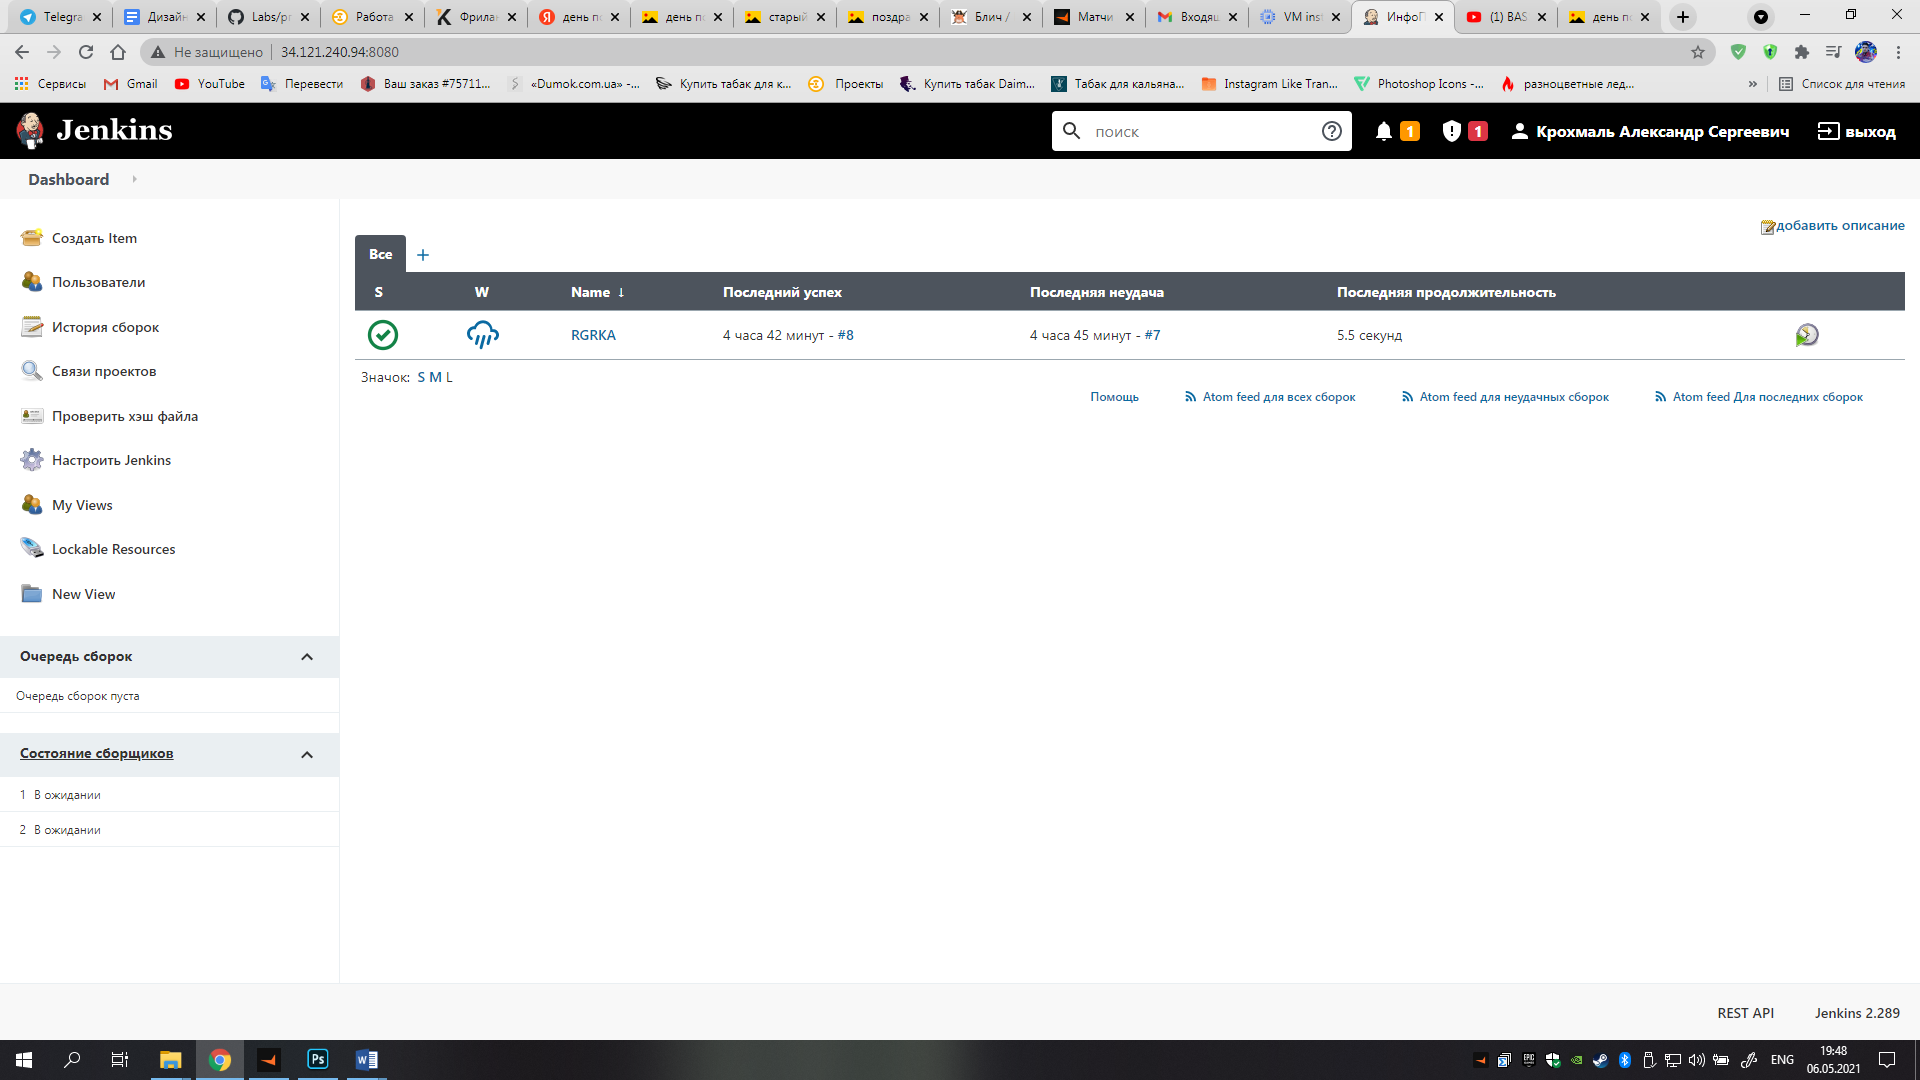 Telegra
Дизайн
Labs/pr
Работа
Фрилан
день по
день по
старый
поздра
Блич /
Матчи
Входящ
VM inst
ИнфоП
(1) BAS
день по
Не защищено
34.121.240.94:8080
Сервисы
Gmail
YouTube
Перевести
Ваш заказ #75711...
«Dumok.com.ua» -...
Купить табак для к...
Проекты
Купить табак Daim...
Табак для кальяна...
Instagram Like Tran...
Photoshop Icons -...
разноцветные лед...
»
Список для чтения
Jenkins
поиск
1
1
Крохмаль Александр Сергеевич
выход
Dashboard
Создать Item
Пользователи
История сборок
Связи проектов
Проверить хэш файла
Настроить Jenkins
My Views
Lockable Resources
New View
Очередь сборок
Очередь сборок пуста
Состояние сборщиков
1 В ожидании
2 В ожидании
добавить описание
Все +
S W Name ↓ Последний успех Последняя неудача Последняя продолжительность
RGRKA 4 часа 42 минут - #8 4 часа 45 минут - #7 5.5 секунд
Значок: S M L
Помощь Atom feed для всех сборок Atom feed для неудачных сборок Atom feed Для последних сборок
REST API Jenkins 2.289
Ps
W
EPIC
ENG
19:48
06.05.2021